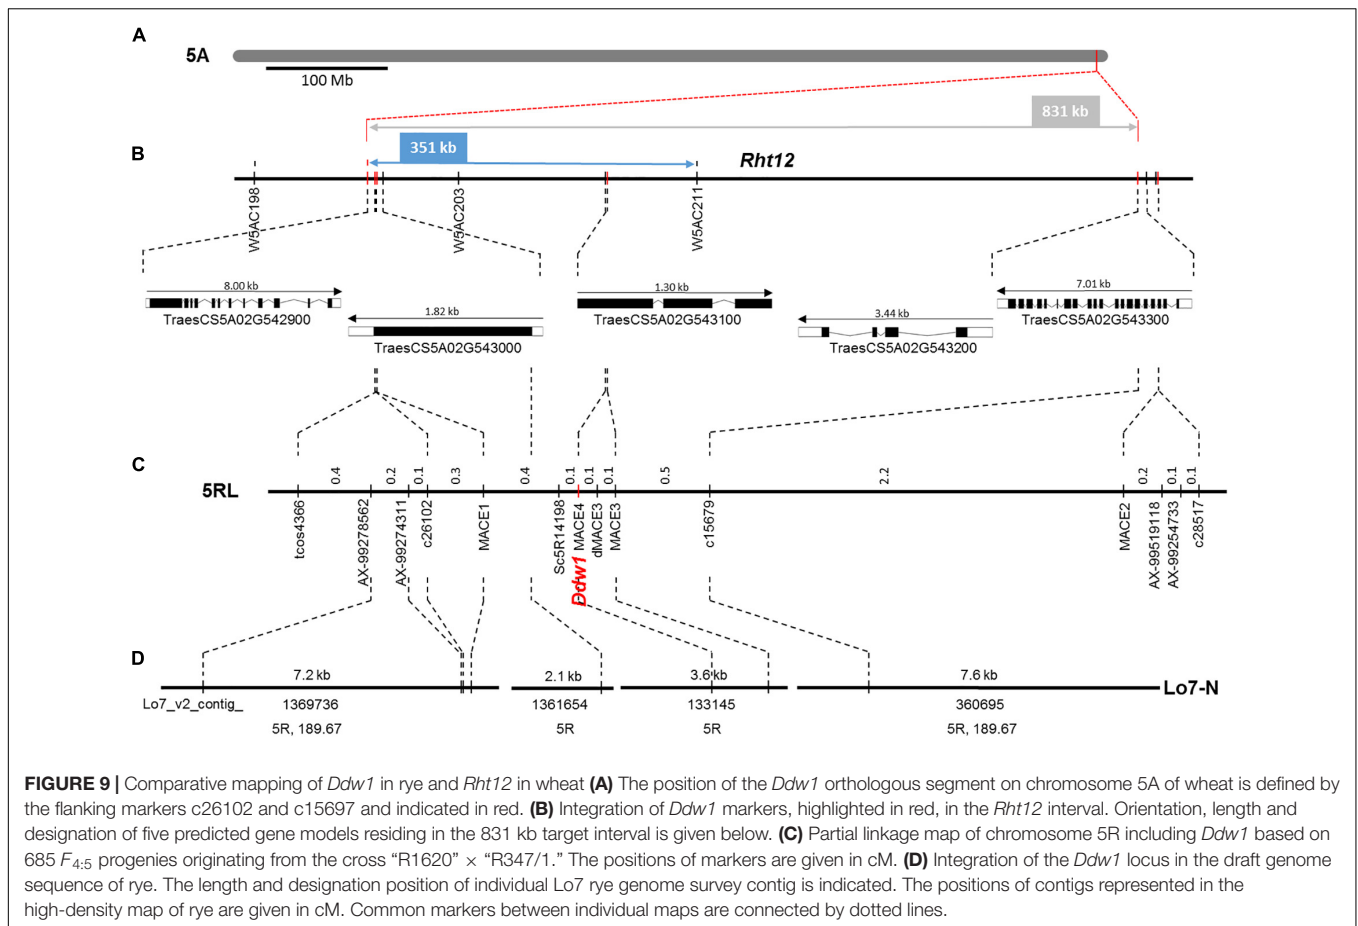 A
5A
100 Mb
831 kb
351 kb
B
Rht12
W5AC198
W5AC203
W5AC211
8.00 kb
TraesCS5A02G542900
1.82 kb
TraesCS5A02G543000
1.30 kb
TraesCS5A02G543100
3.44 kb
TraesCS5A02G543200
7.01 kb
TraesCS5A02G543300
C
0.4 0.2 0.1 0.3 0.4 0.1 0.1 0.1 0.5 2.2 0.2 0.1 0.1
5RL
tcos4366
AX-99278562
AX-99274311
c26102
MACE1
Sc5R14198
MACE4
Ddw1
dMACE3
MACE3
c15679
MACE2
AX-99519118
AX-99254733
c28517
D
7.2 kb 2.1 kb 3.6 kb 7.6 kb
Lo7-N
Lo7_v2_contig_ 1369736 1361654 133145 360695
5R, 189.67 5R 5R 5R, 189.67
FIGURE 9 | Comparative mapping of Ddw1 in rye and Rht12 in wheat (A) The position of the Ddw1 orthologous segment on chromosome 5A of wheat is defined by
the flanking markers c26102 and c15697 and indicated in red. (B) Integration of Ddw1 markers, highlighted in red, in the Rht12 interval. Orientation, length and
designation of five predicted gene models residing in the 831 kb target interval is given below. (C) Partial linkage map of chromosome 5R including Ddw1 based on
685 F4:5 progenies originating from the cross “R1620” × “R347/1.” The positions of markers are given in cM. (D) Integration of the Ddw1 locus in the draft genome
sequence of rye. The length and designation position of individual Lo7 rye genome survey contig is indicated. The positions of contigs represented in the
high-density map of rye are given in cM. Common markers between individual maps are connected by dotted lines.